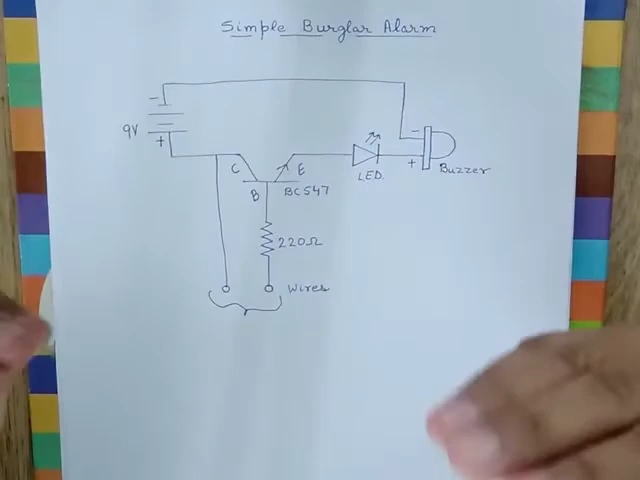 Simple Burglar Alarm
-
-
9V
+
C
E
LED
+
Buzzer
B
BC547
220Ω
Wires